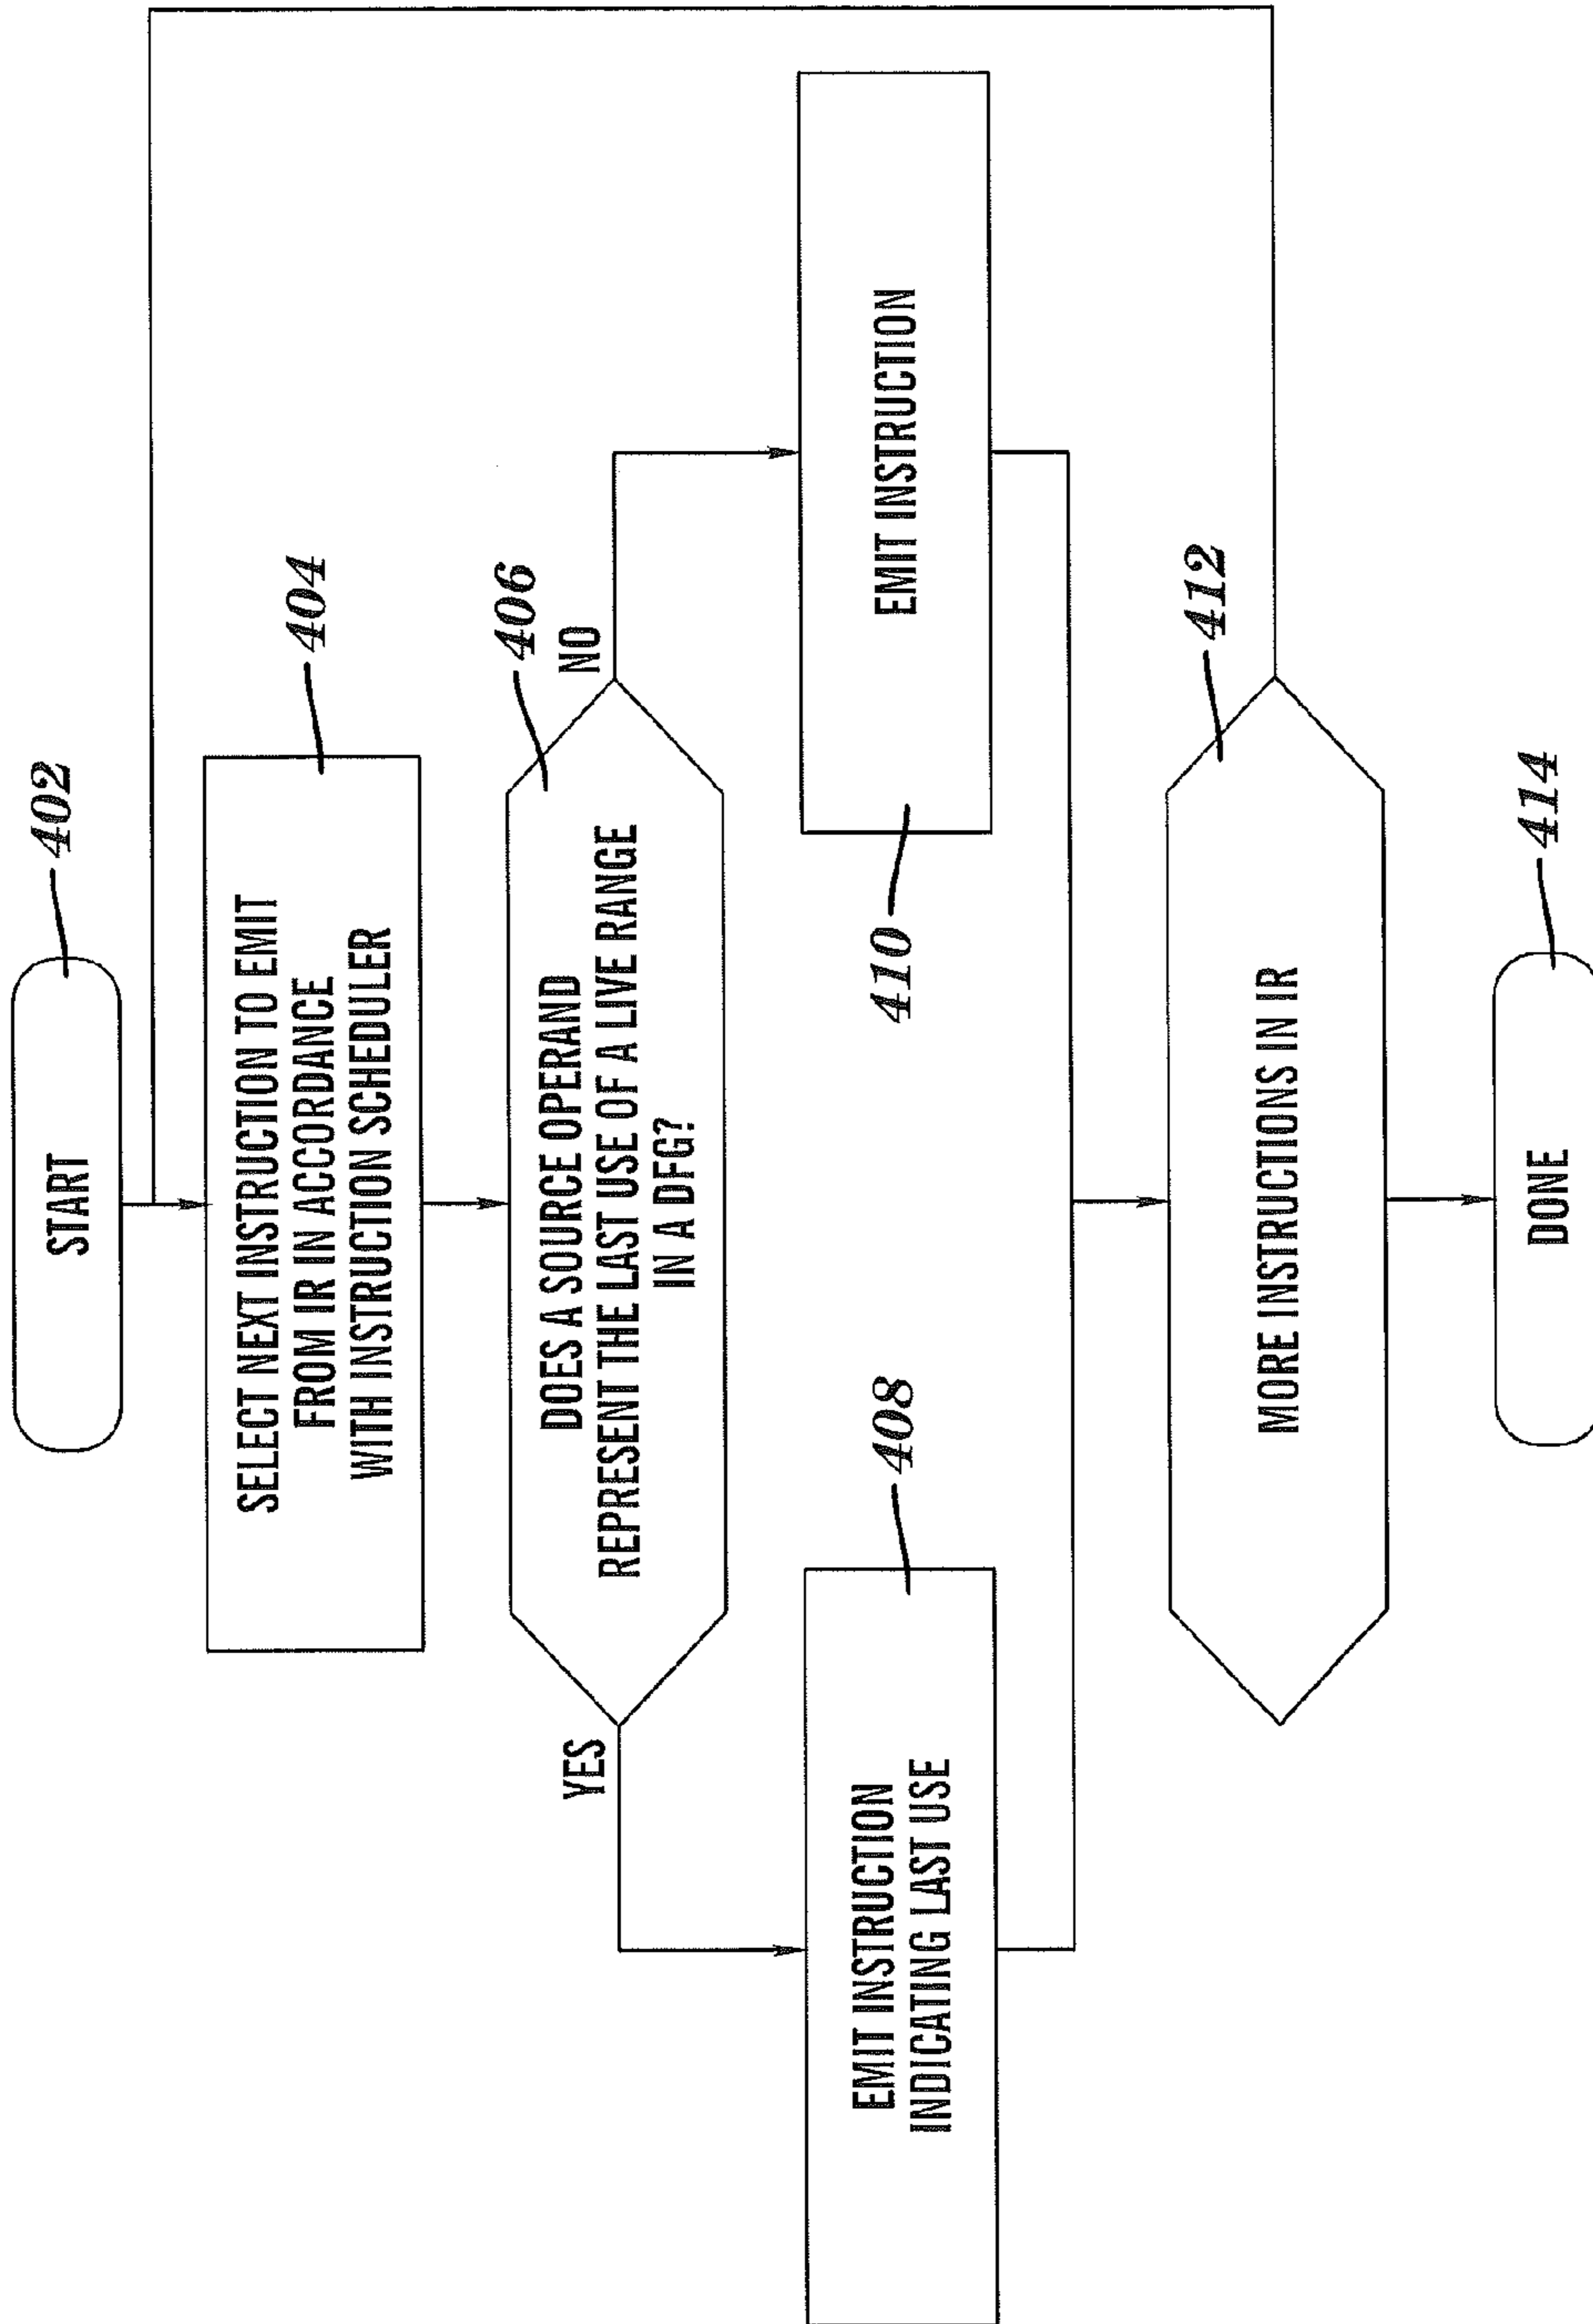 START
402
SELECT NEXT INSTRUCTION TO EMIT
FROM IR IN ACCORDANCE
WITH INSTRUCTION SCHEDULER
404
DOES A SOURCE OPERAND
REPRESENT THE LAST USE OF A LIVE RANGE
IN A DFG?
406
YES
NO
EMIT INSTRUCTION
INDICATING LAST USE
408
EMIT INSTRUCTION
410
MORE INSTRUCTIONS IN IR
412
DONE
414